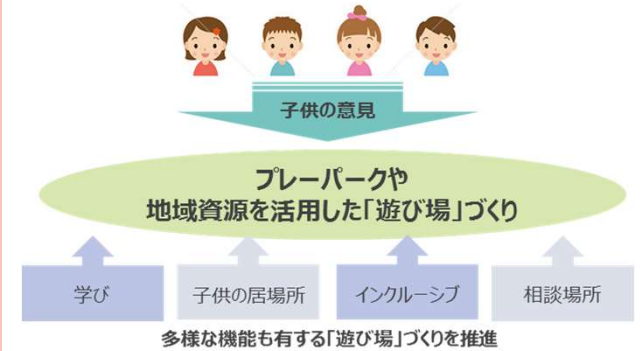 子供の意見
プレーパークや
地域資源を活用した「遊び場」づくり
学び
子供の居場所
インクルーシブ
相談場所
多様な機能も有する「遊び場」づくりを推進